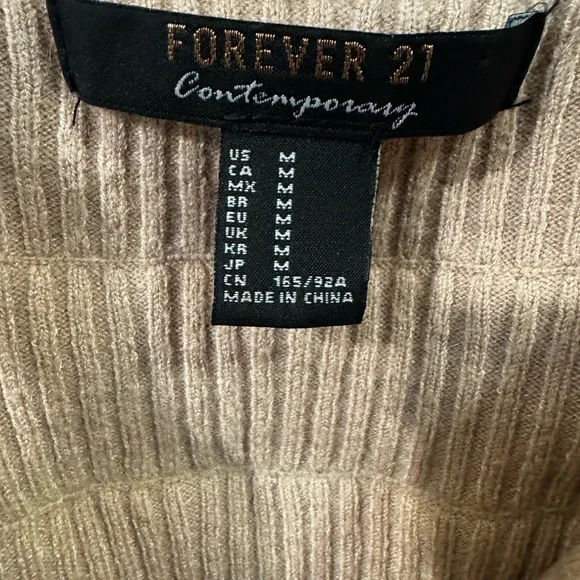 FOREVER 21
Contemporary
US M
CA M
MX M
BR M
EU M
UK M
KR M
JP M
CN 165/92A
MADE IN CHINA